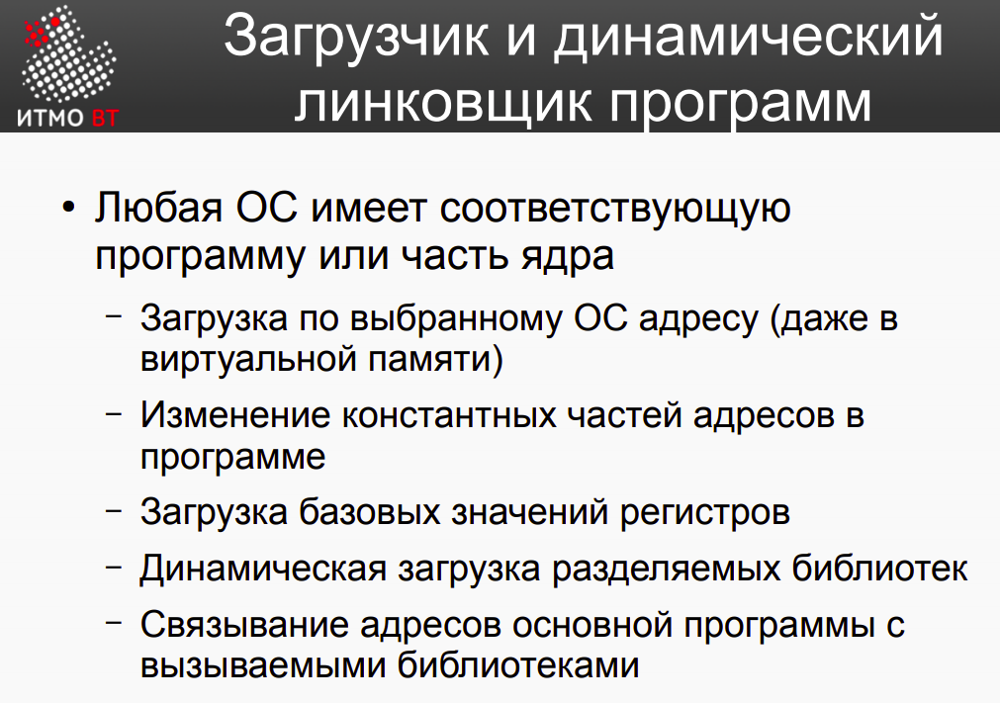 ИТМО ВТ
Загрузчик и динамический
линковщик программ
• Любая ОС имеет соответствующую
программу или часть ядра
– Загрузка по выбранному ОС адресу (даже в
виртуальной памяти)
– Изменение константных частей адресов в
программе
– Загрузка базовых значений регистров
– Динамическая загрузка разделяемых библиотек
– Связывание адресов основной программы с
вызываемыми библиотеками